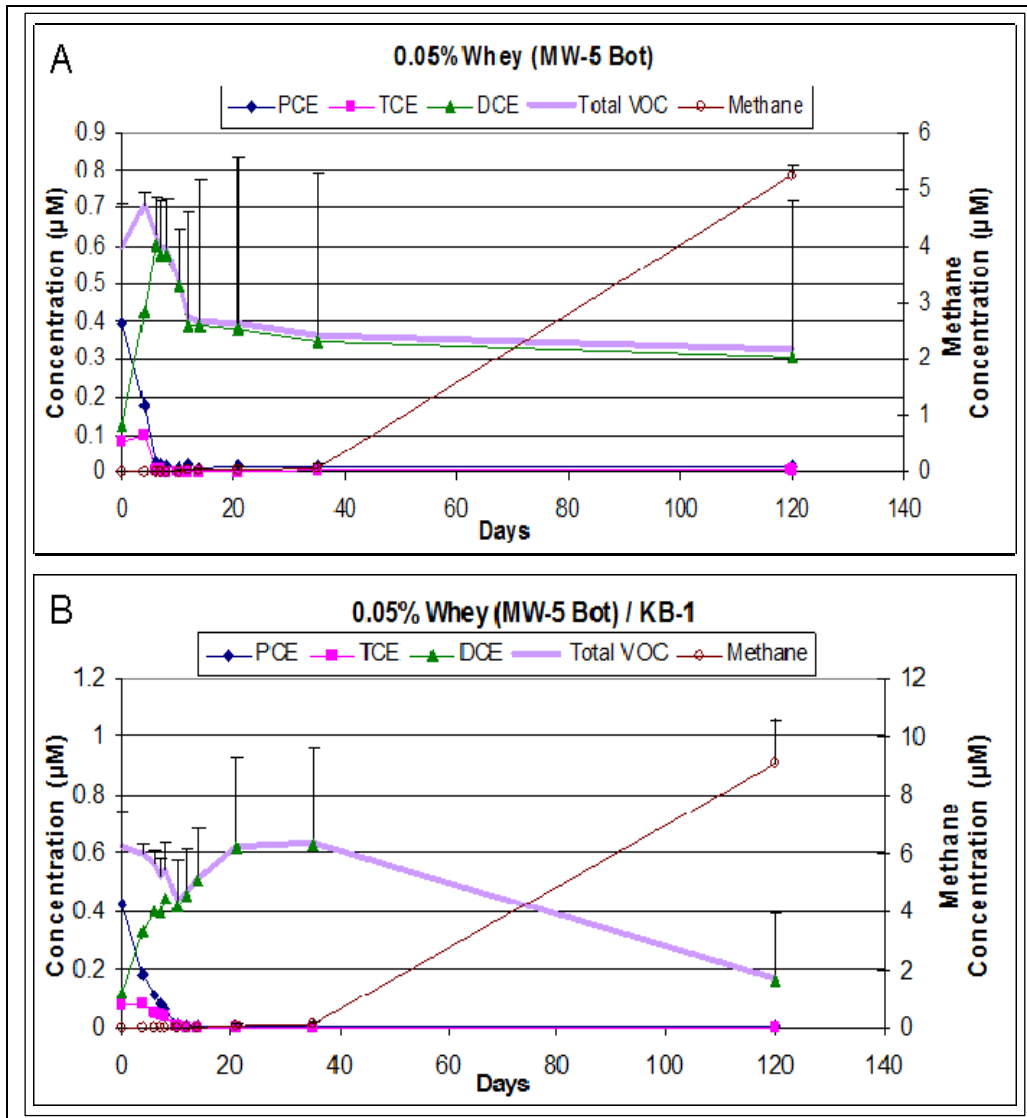 A
0.05% Whey (MW-5 Bot)
PCE TCE DCE Total VOC Methane
Concentration (µM)
0.9
0.8
0.7
0.6
0.5
0.4
0.3
0.2
0.1
0
6
5
4
3
2
1
0
Methane
Concentration (µM)
0 20 40 60 80 100 120 140
Days
B
0.05% Whey (MW-5 Bot) / KB-1
PCE TCE DCE Total VOC Methane
Concentration (µM)
1.2
1
0.8
0.6
0.4
0.2
0
12
10
8
6
4
2
0
Methane
Concentration (µM)
0 20 40 60 80 100 120 140
Days